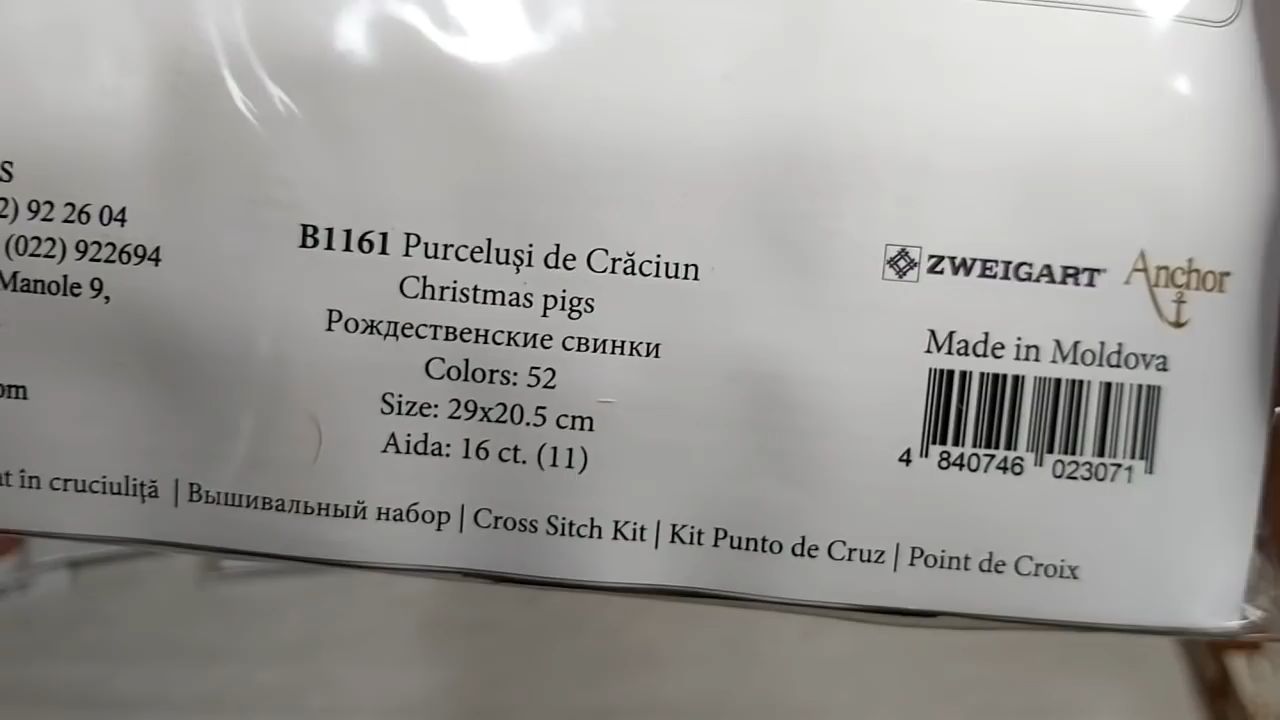 S
2) 92 26 04
(022) 922694
Manole 9,
om
B1161 Purceluşi de Crăciun
Christmas pigs
Рождественские свинки
Colors: 52
Size: 29x20.5 cm
Aida: 16 ct. (11)
ZWEIGART Anchor
Made in Moldova
4 840746 023071
at în cruciuliţă | Вышивальный набор | Cross Sitch Kit | Kit Punto de Cruz | Point de Croix